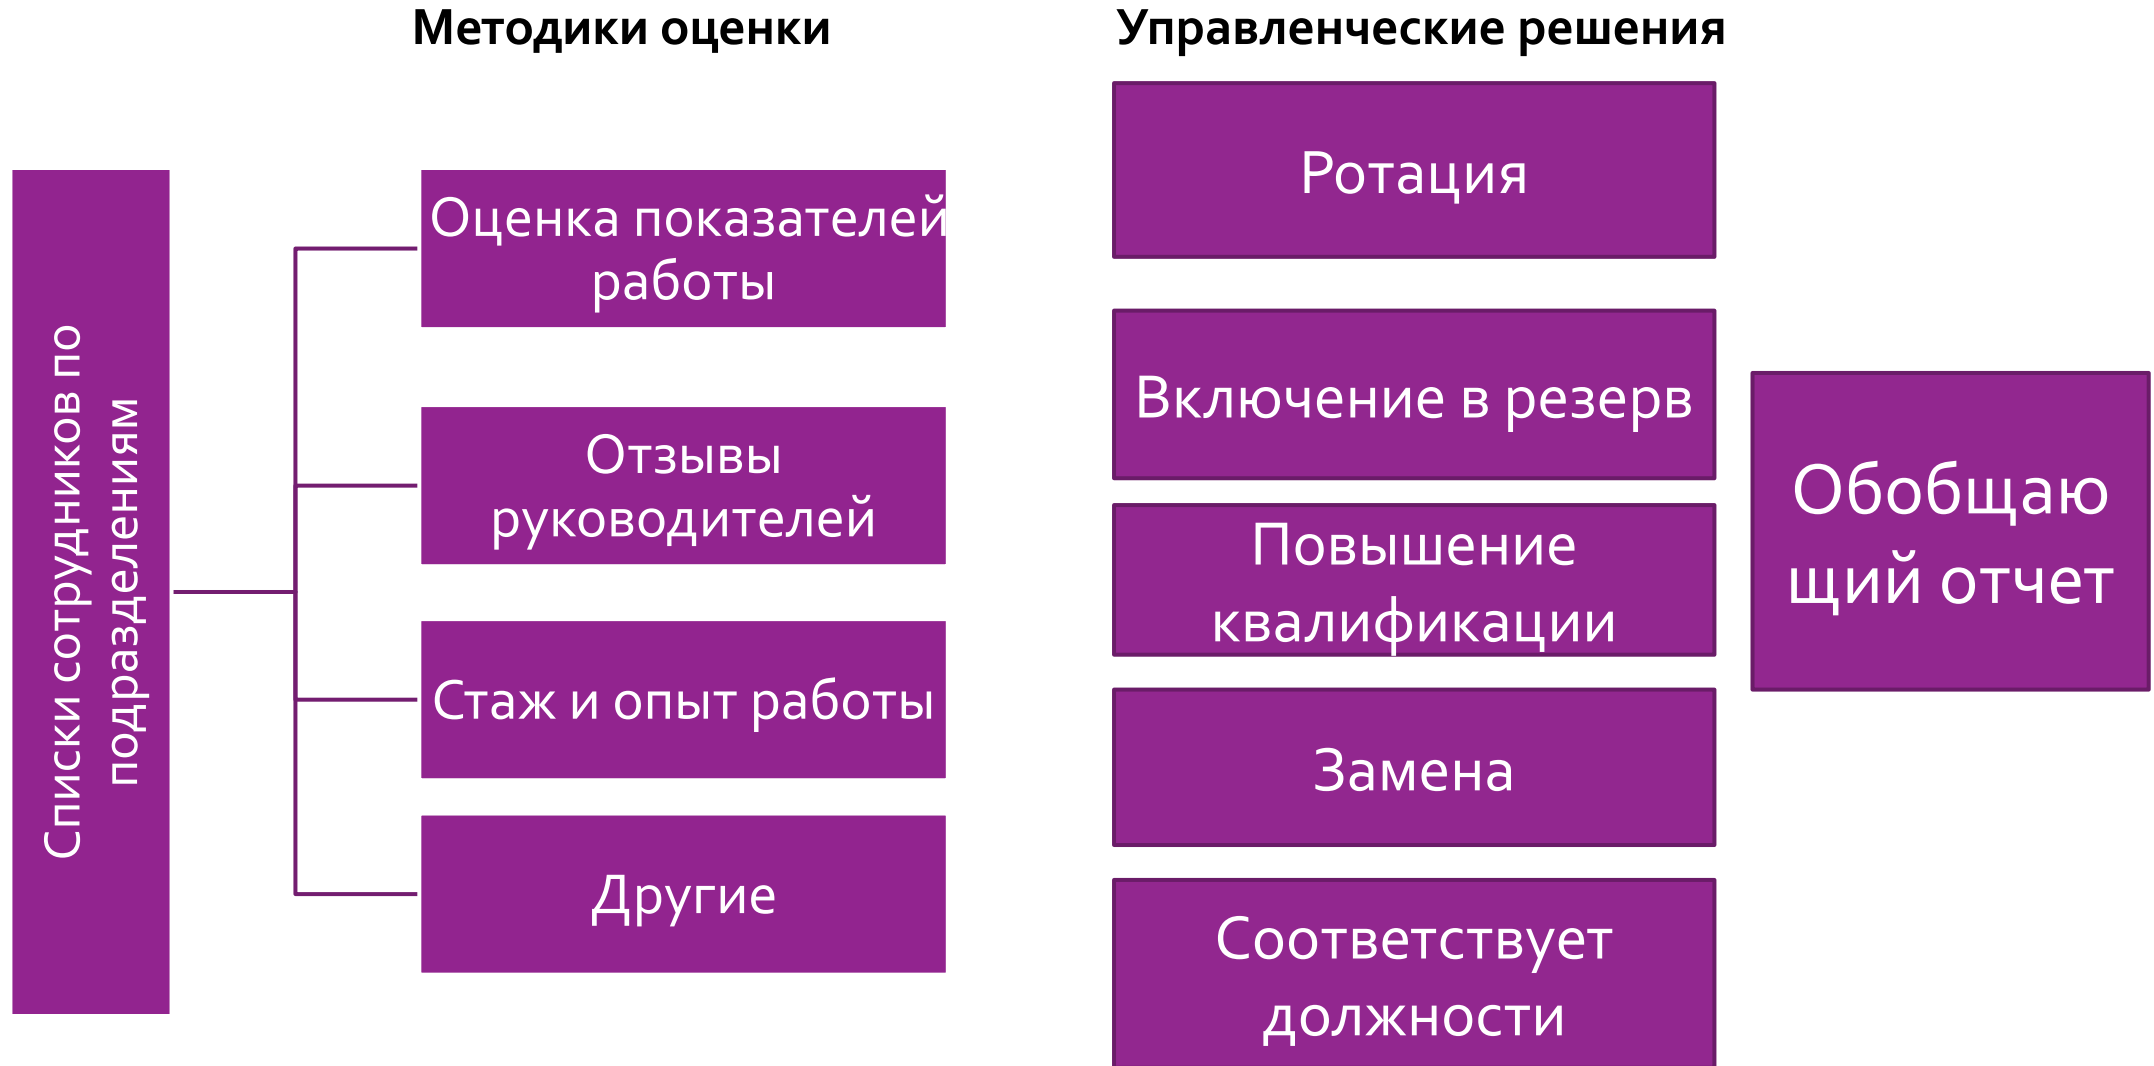 Методики оценки
Управленческие решения
Списки сотрудников по
подразделениям
Оценка показателей
работы
Отзывы
руководителей
Стаж и опыт работы
Другие
Ротация
Включение в резерв
Повышение
квалификации
Замена
Соответствует
должности
Обобщаю
щий отчет